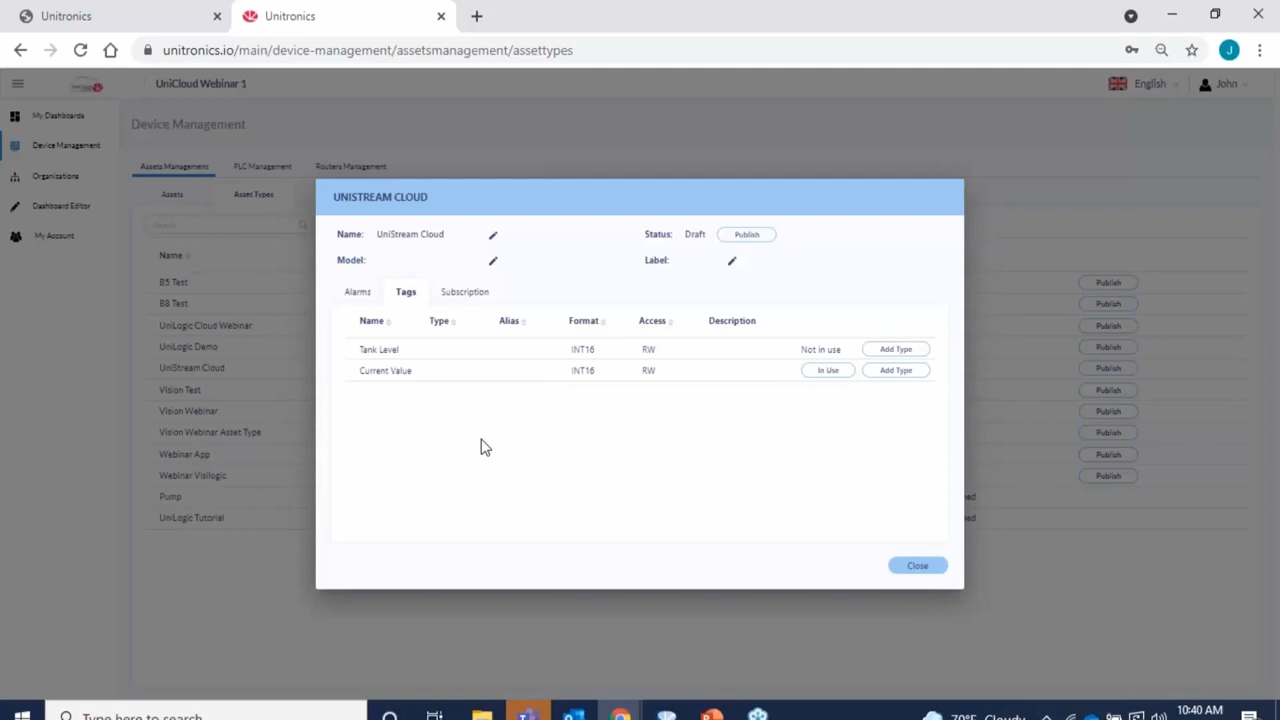 Unitronics
Unitronics
unitronics.io/main/device-management/assetsmanagement/assettypes
J
UniCloud Webinar 1
English
John
My Dashboards
Device Management
Organizations
Dashboard Editor
My Account
Device Management
Assets Management PLC Management Routers Management
Assets Asset Types
Search
Name
B5 Test Publish
B8 Test Publish
UniLogic Cloud Webinar Publish
UniLogic Demo Publish
UniStream Cloud Publish
Vision Test Publish
Vision Webinar Publish
Vision Webinar Asset Type Publish
Webinar App Publish
Webinar Visilogic Publish
Pump
UniLogic Tutorial
UNISTREAM CLOUD
Name: UniStream Cloud Status: Draft Publish
Model: Label:
Alarms Tags Subscription
Name Type Alias Format Access Description
Tank Level INT16 RW Not in use Add Type
Current Value INT16 RW In Use Add Type
Close
Type here to search
70°F Cloudy
10:40 AM